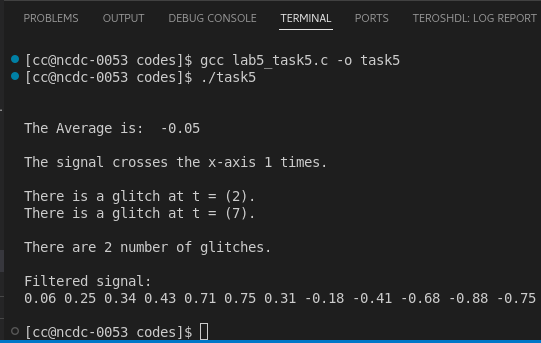 PROBLEMS OUTPUT DEBUG CONSOLE TERMINAL PORTS TEROSHDL: LOG REPORT
[cc@ncdc-0053 codes]$ gcc lab5_task5.c -o task5
[cc@ncdc-0053 codes]$ ./task5
The Average is:  -0.05
The signal crosses the x-axis 1 times.
There is a glitch at t = (2).
There is a glitch at t = (7).
There are 2 number of glitches.
Filtered signal:
0.06 0.25 0.34 0.43 0.71 0.75 0.31 -0.18 -0.41 -0.68 -0.88 -0.75
[cc@ncdc-0053 codes]$